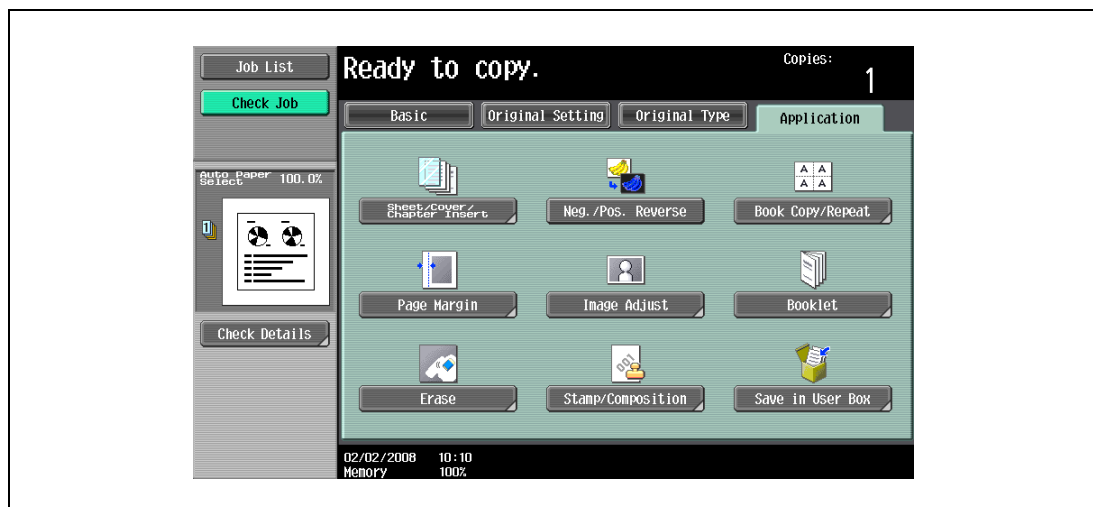 Job List
Check Job
Ready to copy.
Copies:
1
Basic
Original Setting
Original Type
Application
Auto Paper
Select
100.0%
1
Sheet/Cover/
Chapter Insert
Neg./Pos. Reverse
A A
A A
Book Copy/Repeat
Page Margin
Image Adjust
Booklet
Check Details
001
Erase
Stamp/Composition
Save in User Box
02/02/2008 10:10
Memory 100%